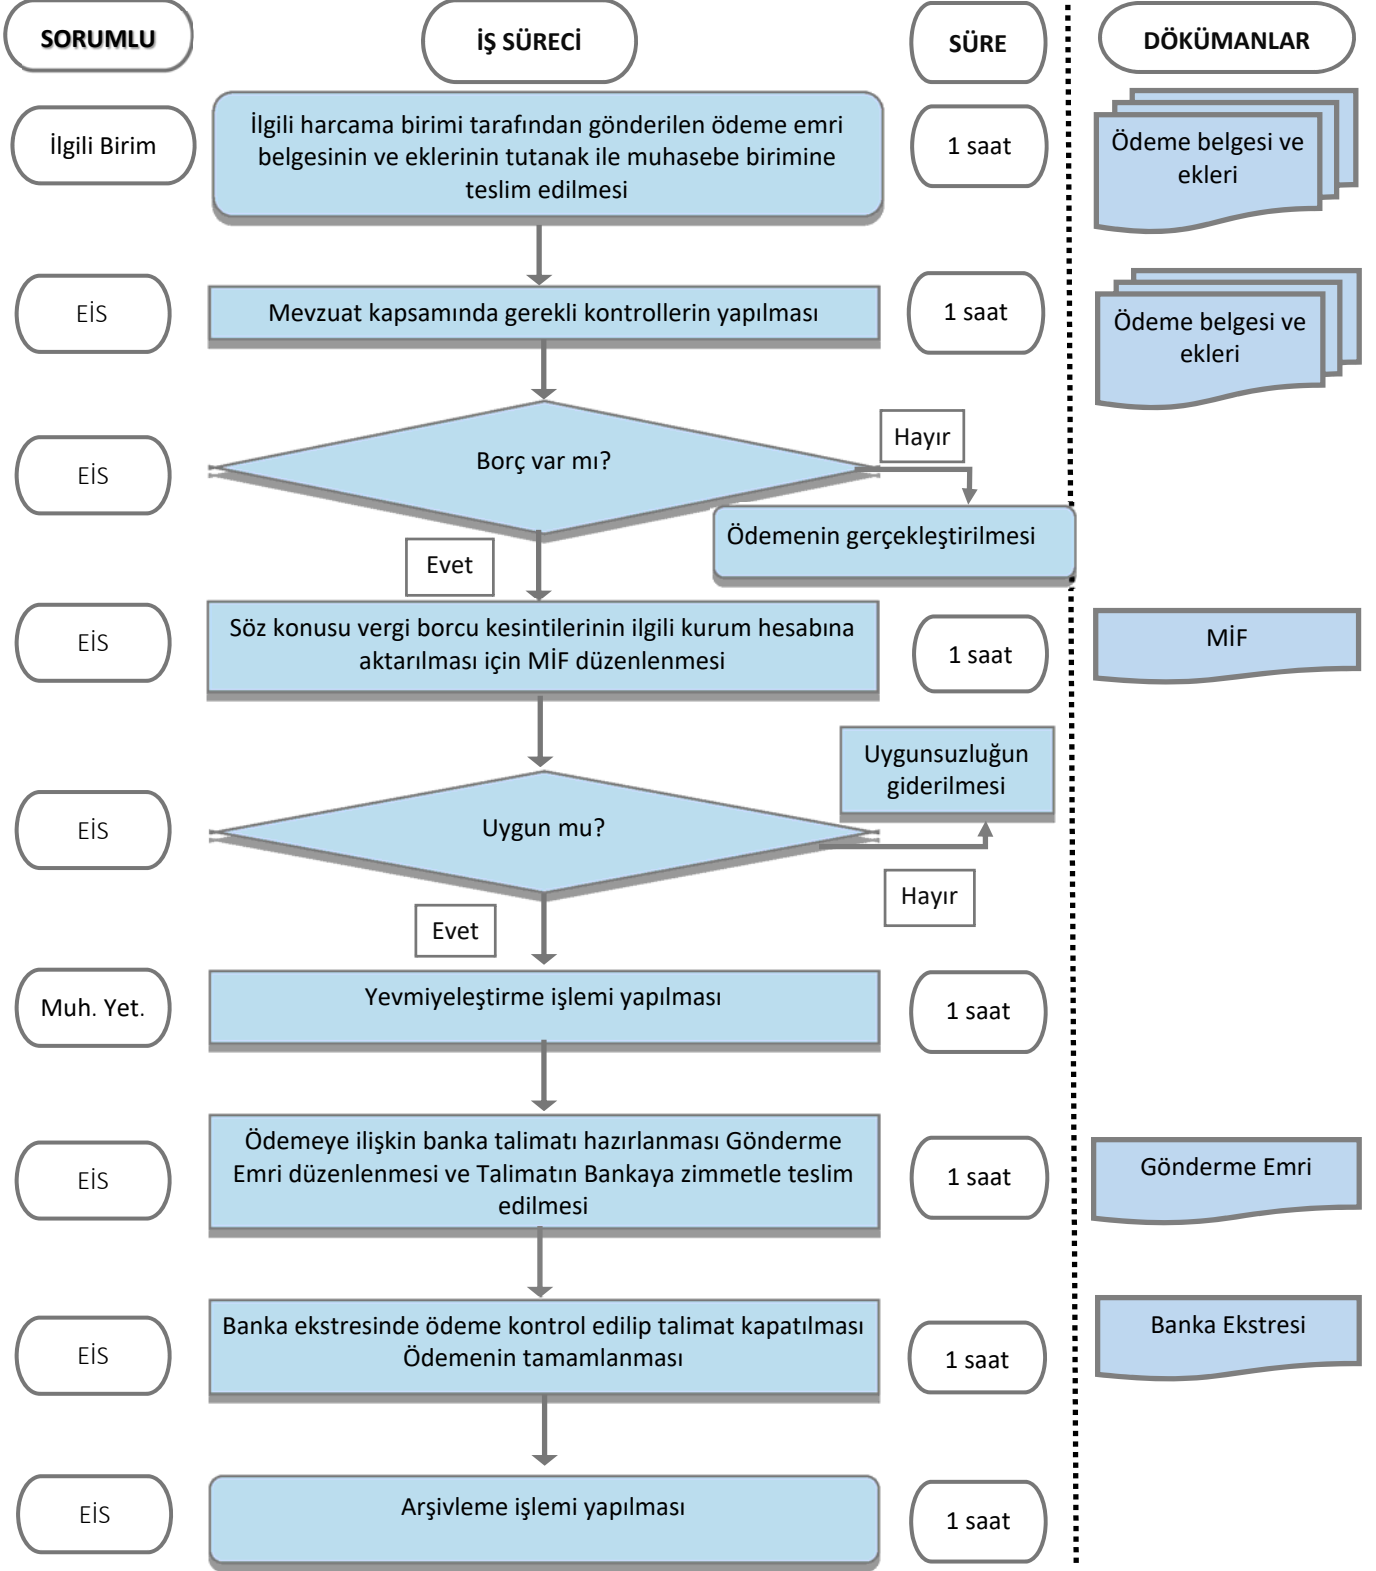 SORUMLU
İŞ SÜRECİ
SÜRE
DÖKÜMANLAR
İlgili Birim
İlgili harcama birimi tarafından gönderilen ödeme emri
belgesinin ve eklerinin tutanak ile muhasebe birimine
teslim edilmesi
1 saat
Ödeme belgesi ve
ekleri
EİS
Mevzuat kapsamında gerekli kontrollerin yapılması
1 saat
Ödeme belgesi ve
ekleri
EİS
Borç var mı?
Hayır
Ödemenin gerçekleştirilmesi
Evet
EİS
Söz konusu vergi borcu kesintilerinin ilgili kurum hesabına
aktarılması için MİF düzenlenmesi
1 saat
MİF
Uygunsuzluğun
giderilmesi
EİS
Uygun mu?
Hayır
Evet
Muh. Yet.
Yevmiyeleştirme işlemi yapılması
1 saat
EİS
Ödemeye ilişkin banka talimatı hazırlanması Gönderme
Emri düzenlenmesi ve Talimatın Bankaya zimmetle teslim
edilmesi
1 saat
Gönderme Emri
EİS
Banka ekstresinde ödeme kontrol edilip talimat kapatılması
Ödemenin tamamlanması
1 saat
Banka Ekstresi
EİS
Arşivleme işlemi yapılması
1 saat